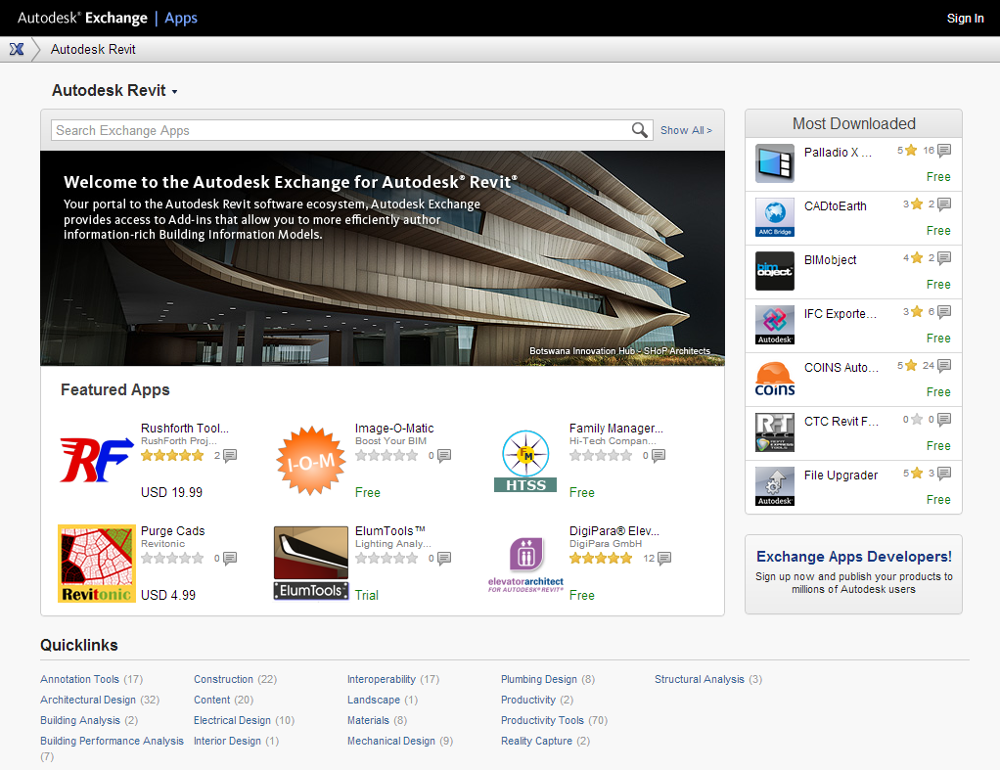 Autodesk® Exchange | Apps
Sign In
Autodesk Revit
Autodesk Revit
Search Exchange Apps
Show All >
Welcome to the Autodesk Exchange for Autodesk® Revit®
Your portal to the Autodesk Revit software ecosystem, Autodesk Exchange
provides access to Add-Ins that allow you to more efficiently author
information-rich Building Information Models.
Botswana Innovation Hub - SHoP Architects
Featured Apps
RF
Rushforth Tool...
RushForth Proj...
2
USD 19.99
I-O-M
Image-O-Matic
Boost Your BIM
0
Free
FM
HTSS
Family Manager...
Hi-Tech Compan...
0
Free
Revitonic
Purge Cads
Revitonic
0
USD 4.99
ElumTools
ElumTools™
Lighting Analy...
0
Trial
elevatorarchitect
FOR AUTODESK® REVIT®
DigiPara® Elev...
DigiPara GmbH
12
Free
Most Downloaded
Palladio X ...
5 16
Free
AMC Bridge
CADtoEarth
3 2
Free
bim
object
BIMobject
4 2
Free
Autodesk
IFC Exporte...
3 6
Free
COINS
COINS Auto...
5 24
Free
CTC Revit F...
0 0
Free
Autodesk
File Upgrader
5 3
Free
Exchange Apps Developers!
Sign up now and publish your products to
millions of Autodesk users
Quicklinks
Annotation Tools (17)
Architectural Design (32)
Building Analysis (2)
Building Performance Analysis
(7)
Construction (22)
Content (20)
Electrical Design (10)
Interior Design (1)
Interoperability (17)
Landscape (1)
Materials (8)
Mechanical Design (9)
Plumbing Design (8)
Productivity (2)
Productivity Tools (70)
Reality Capture (2)
Structural Analysis (3)